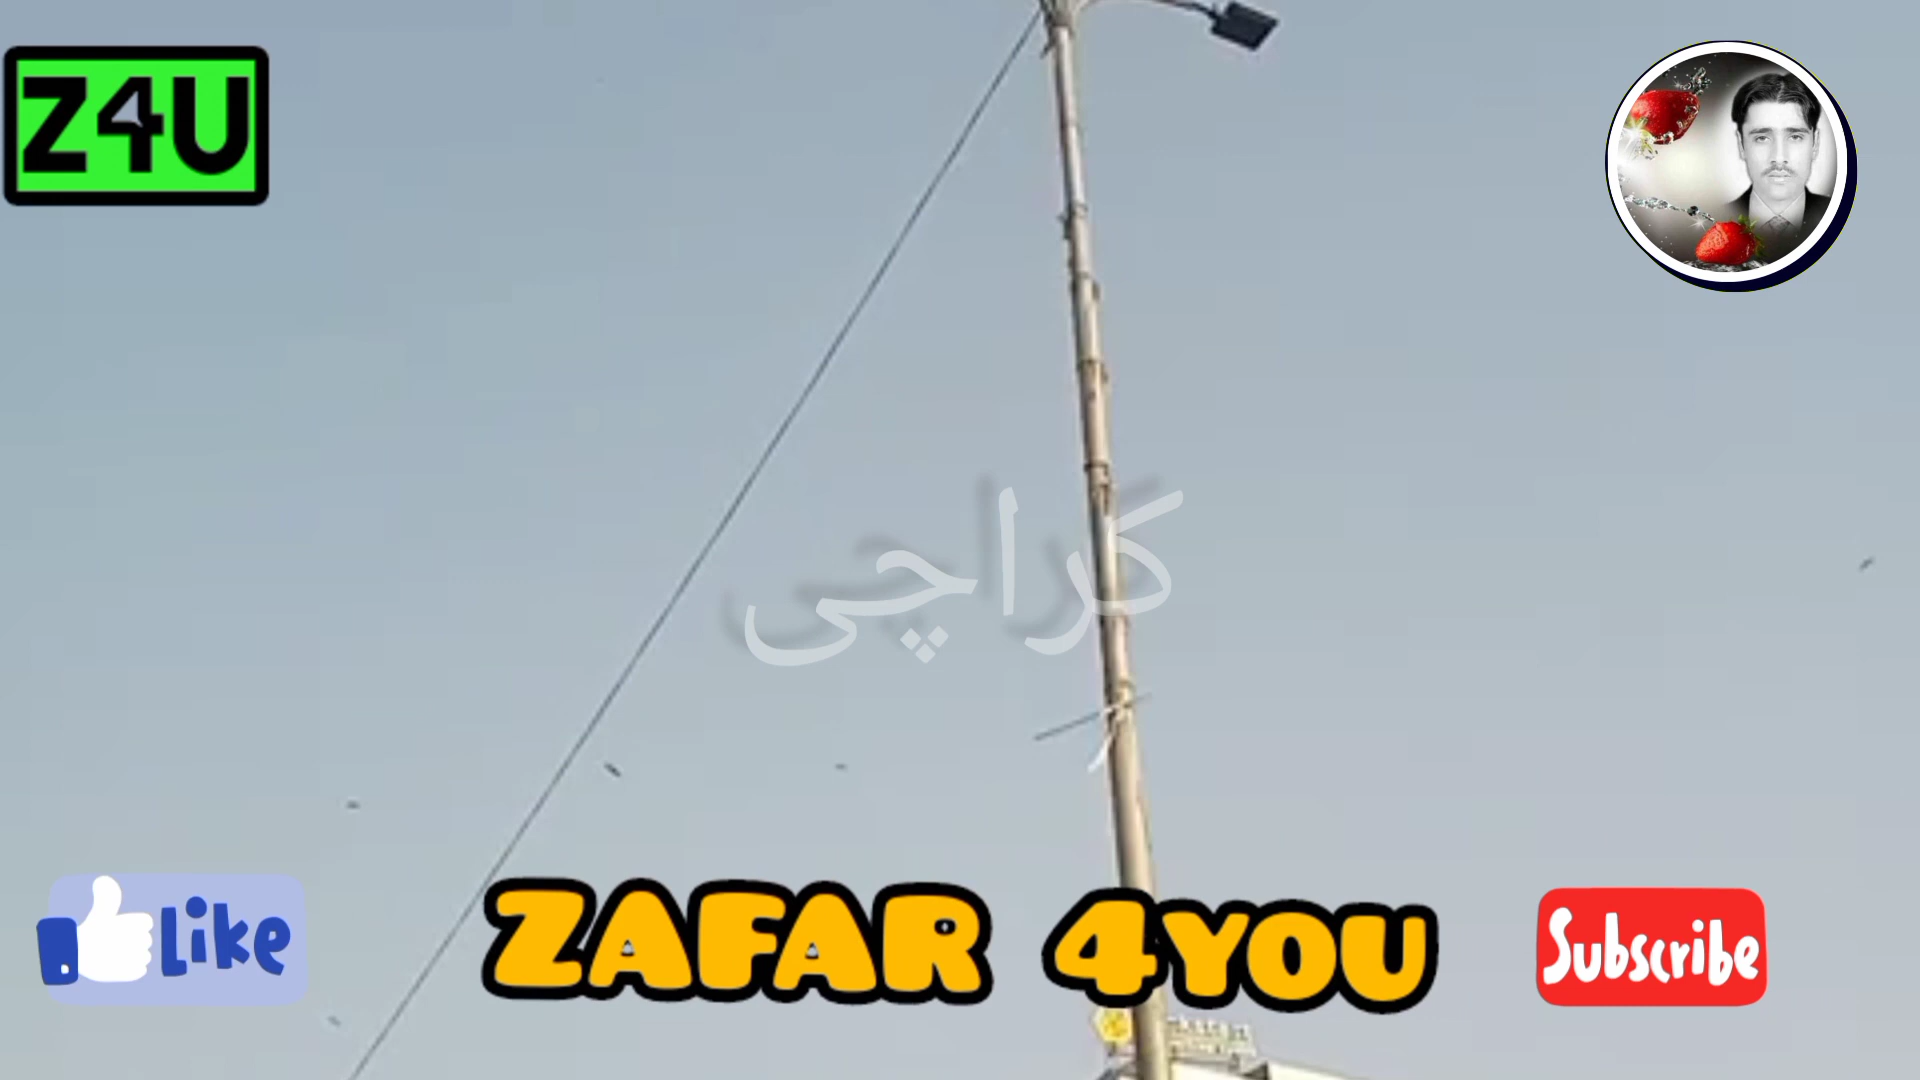 Z4U
کراچی
Like
ZAFAR 4YOU
Subscribe